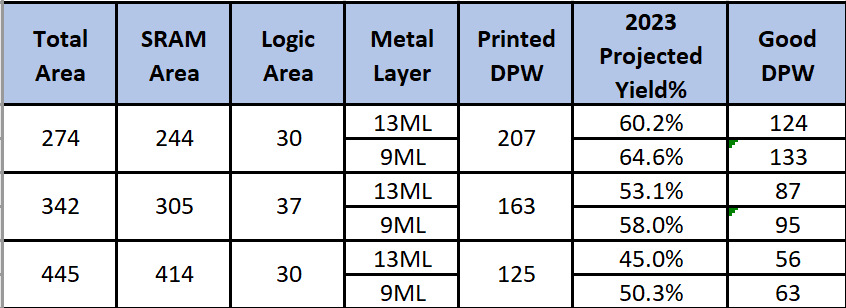 Total Area SRAM Area Logic Area Metal Layer Printed DPW 2023 Projected Yield% Good DPW
274 244 30 13ML 207 60.2% 124
9ML 64.6% 133
342 305 37 13ML 163 53.1% 87
9ML 58.0% 95
445 414 30 13ML 125 45.0% 56
9ML 50.3% 63